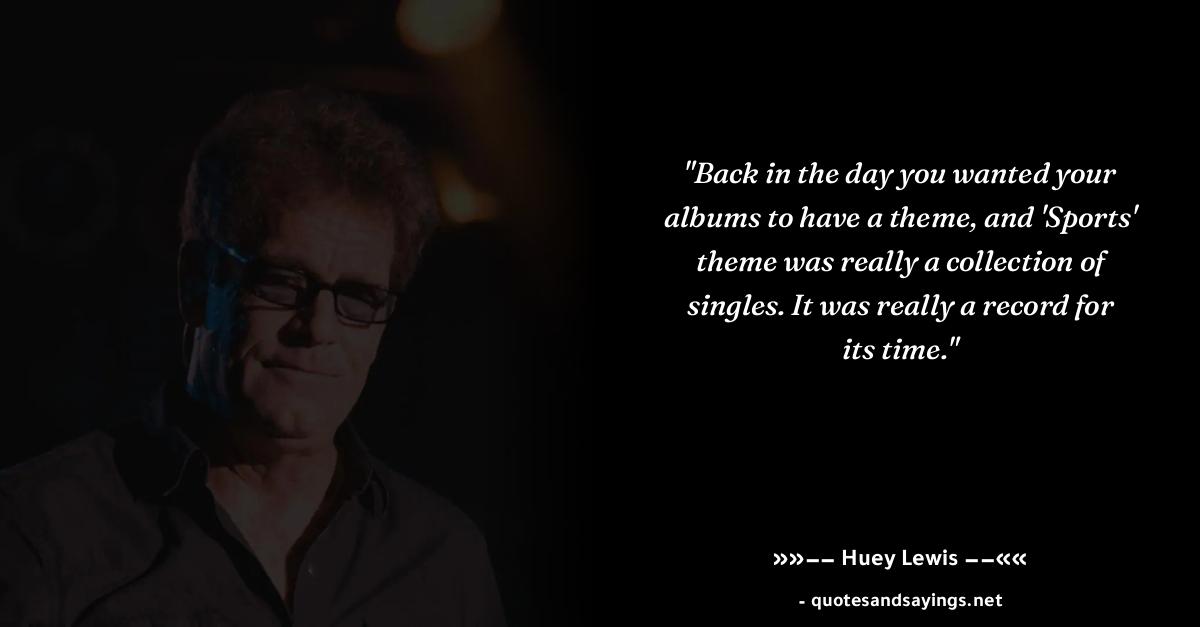 "Back in the day you wanted your
albums to have a theme, and 'Sports'
theme was really a collection of
singles. It was really a record for
its time."
»»−− Huey Lewis −−««
- quotesandsayings.net